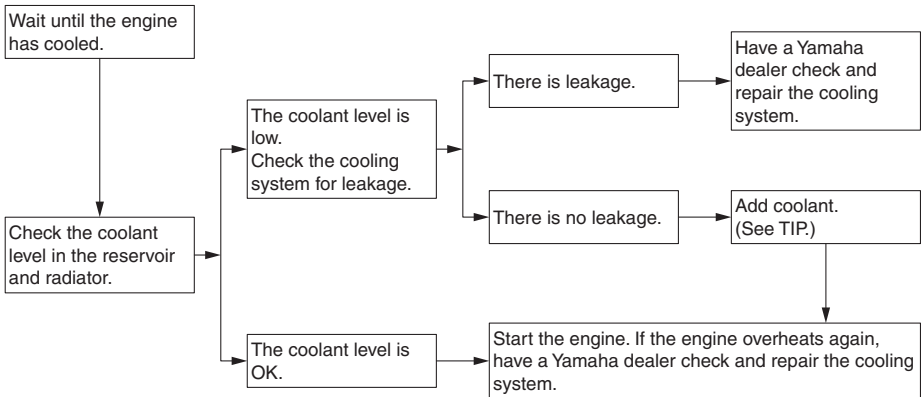 Wait until the engine
has cooled.
Check the coolant
level in the reservoir
and radiator.
The coolant level is
low.
Check the cooling
system for leakage.
There is leakage.
Have a Yamaha
dealer check and
repair the cooling
system.
There is no leakage.
Add coolant.
(See TIP.)
The coolant level is
OK.
Start the engine. If the engine overheats again,
have a Yamaha dealer check and repair the cooling
system.